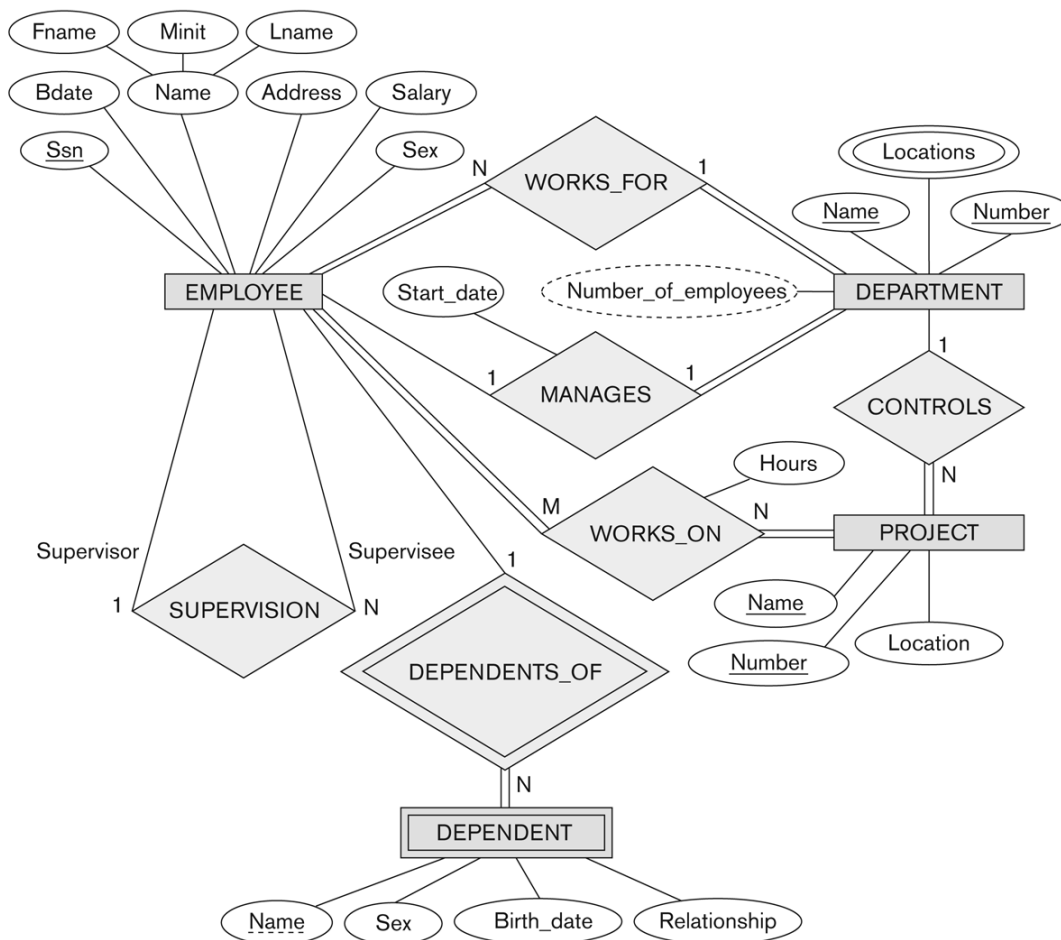 Fname
Minit
Lname
Bdate
Name
Address
Salary
Ssn
Sex
N
WORKS_FOR
1
Locations
Name
Number
EMPLOYEE
Start_date
Number_of_employees
DEPARTMENT
1
MANAGES
1
1
CONTROLS
N
Hours
M
WORKS_ON
N
PROJECT
Supervisor
Supervisee
1
SUPERVISION
N
1
Name
Number
Location
DEPENDENTS_OF
N
DEPENDENT
Name
Sex
Birth_date
Relationship